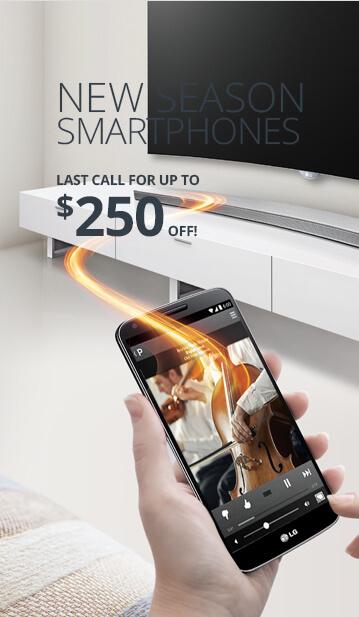 NEW SEASON
SMARTPHONES
LAST CALL FOR UP TO
$250 OFF!
P
LG